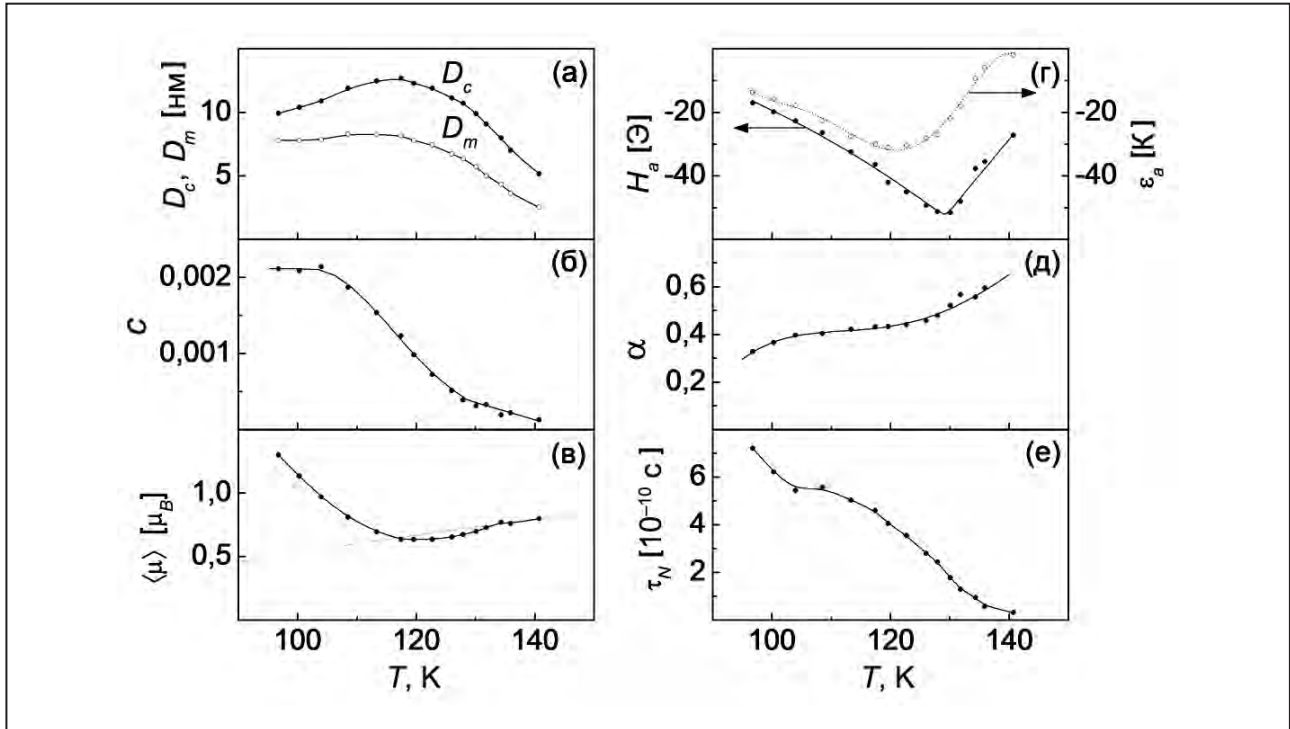 (а)
D_c
D_m
D_c, D_m [нм]
10
5
(б)
C
0,002
0,001
(в)
⟨μ⟩ [μ_B]
1,0
0,5
100 120 140
T, K
(г)
H_a [Э]
-20
-40
-20
-40
ε_a [К]
(д)
α
0,6
0,4
0,2
(е)
τ_N [10⁻¹⁰ с]
6
4
2
100 120 140
T, K